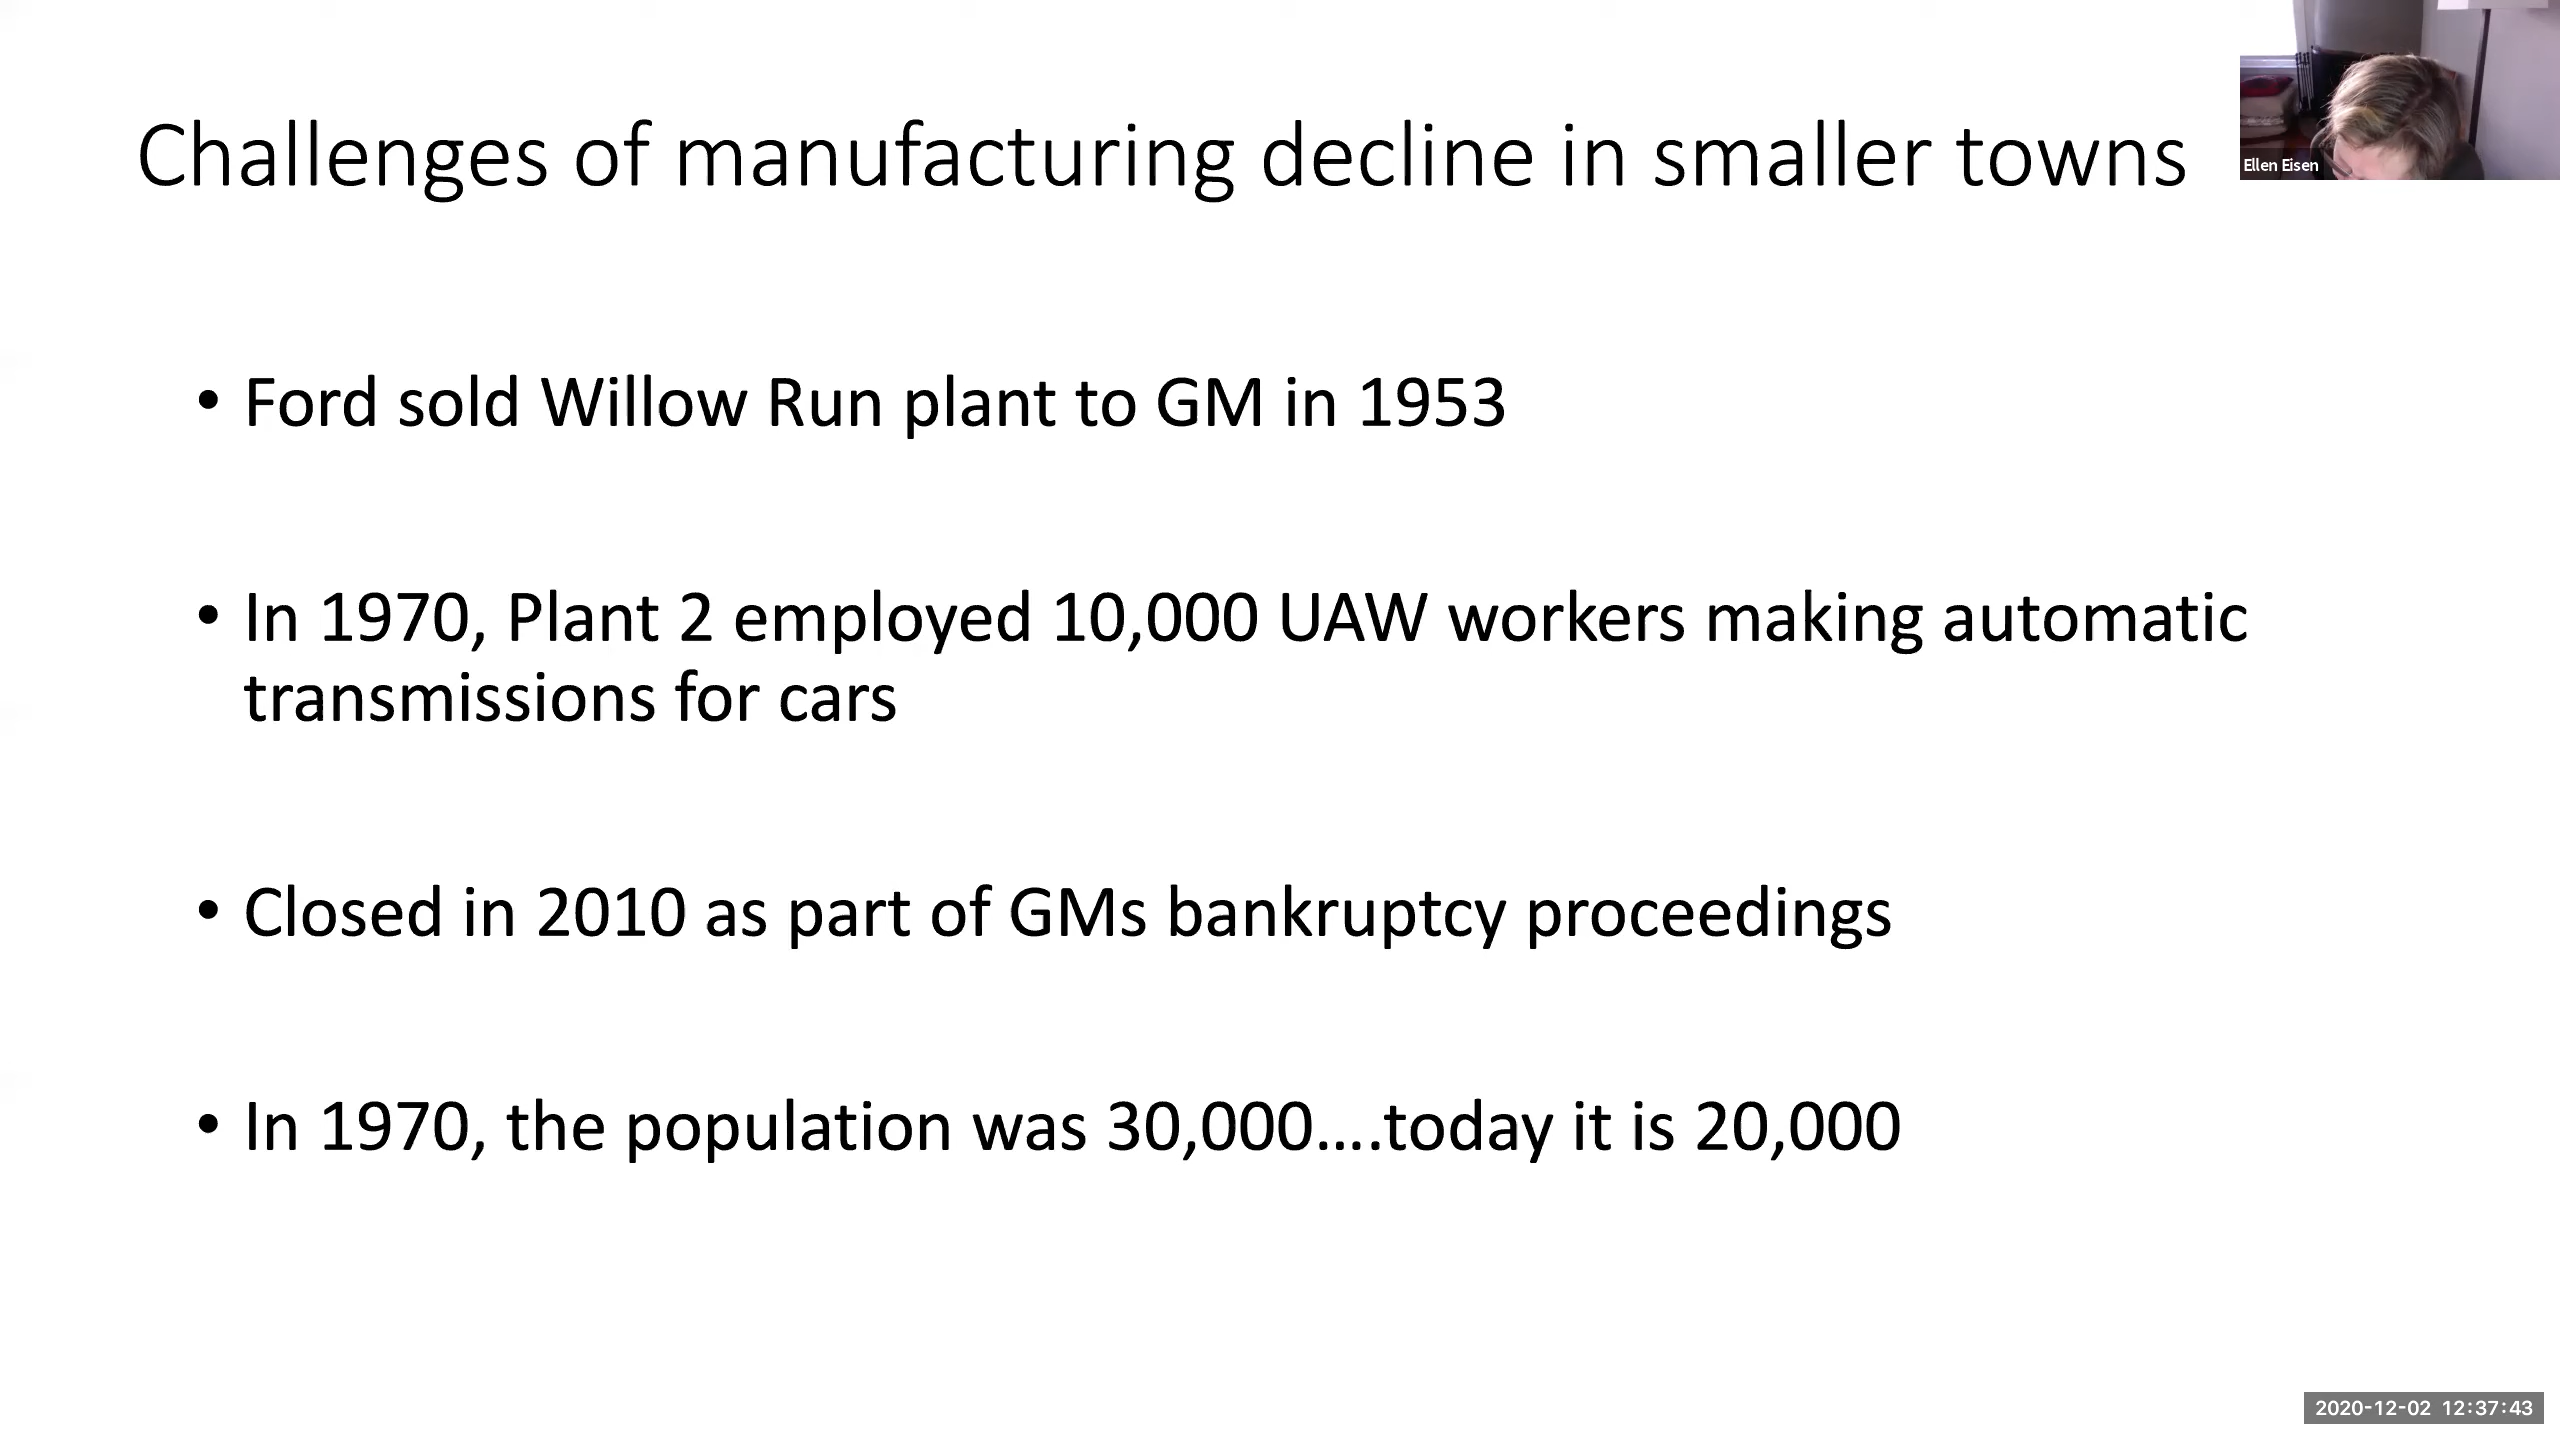 Challenges of manufacturing decline in smaller towns
Ellen Eisen
• Ford sold Willow Run plant to GM in 1953
• In 1970, Plant 2 employed 10,000 UAW workers making automatic
transmissions for cars
• Closed in 2010 as part of GMs bankruptcy proceedings
• In 1970, the population was 30,000....today it is 20,000
2020-12-02 12:37:43